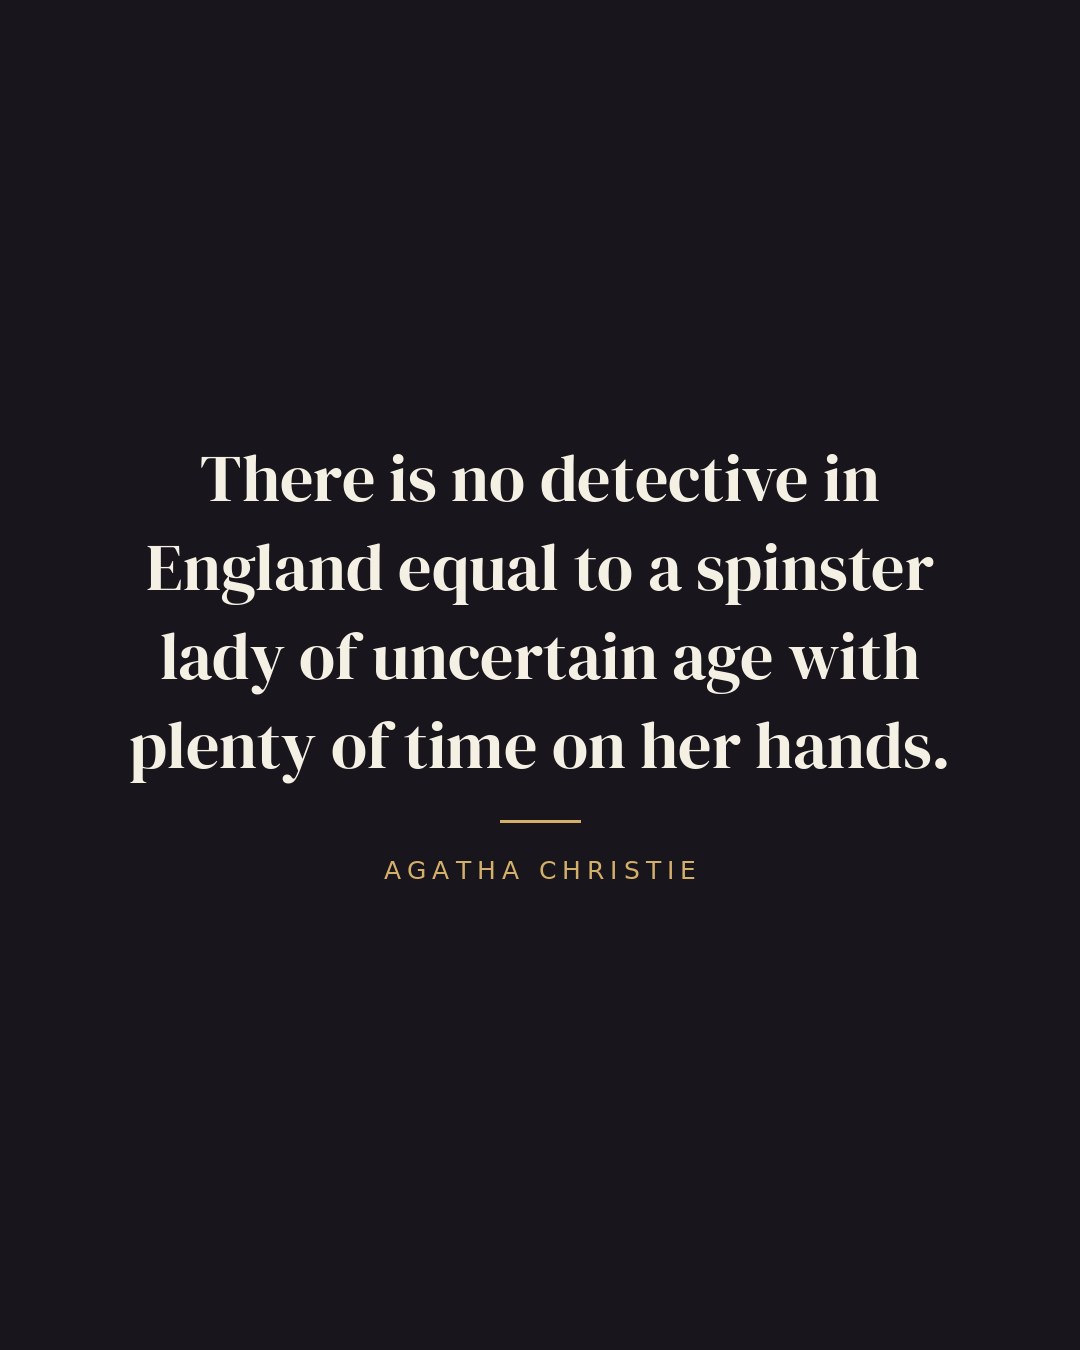 There is no detective in
England equal to a spinster
lady of uncertain age with
plenty of time on her hands.
AGATHA CHRISTIE